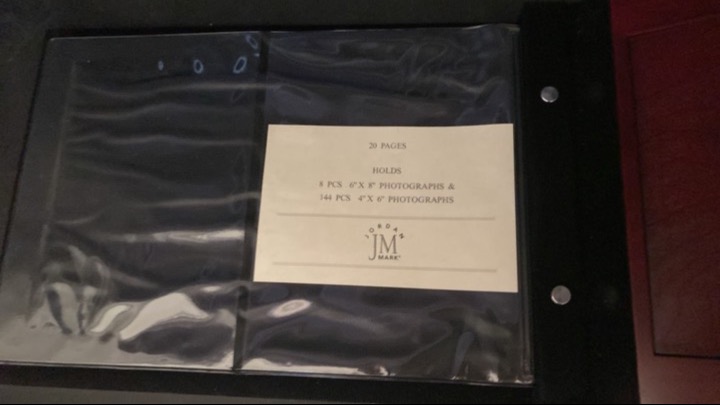 20 PAGES
HOLDS
8 PCS 6" X 8" PHOTOGRAPHS &
144 PCS 4" X 6" PHOTOGRAPHS
JORDAN
JM
MARK